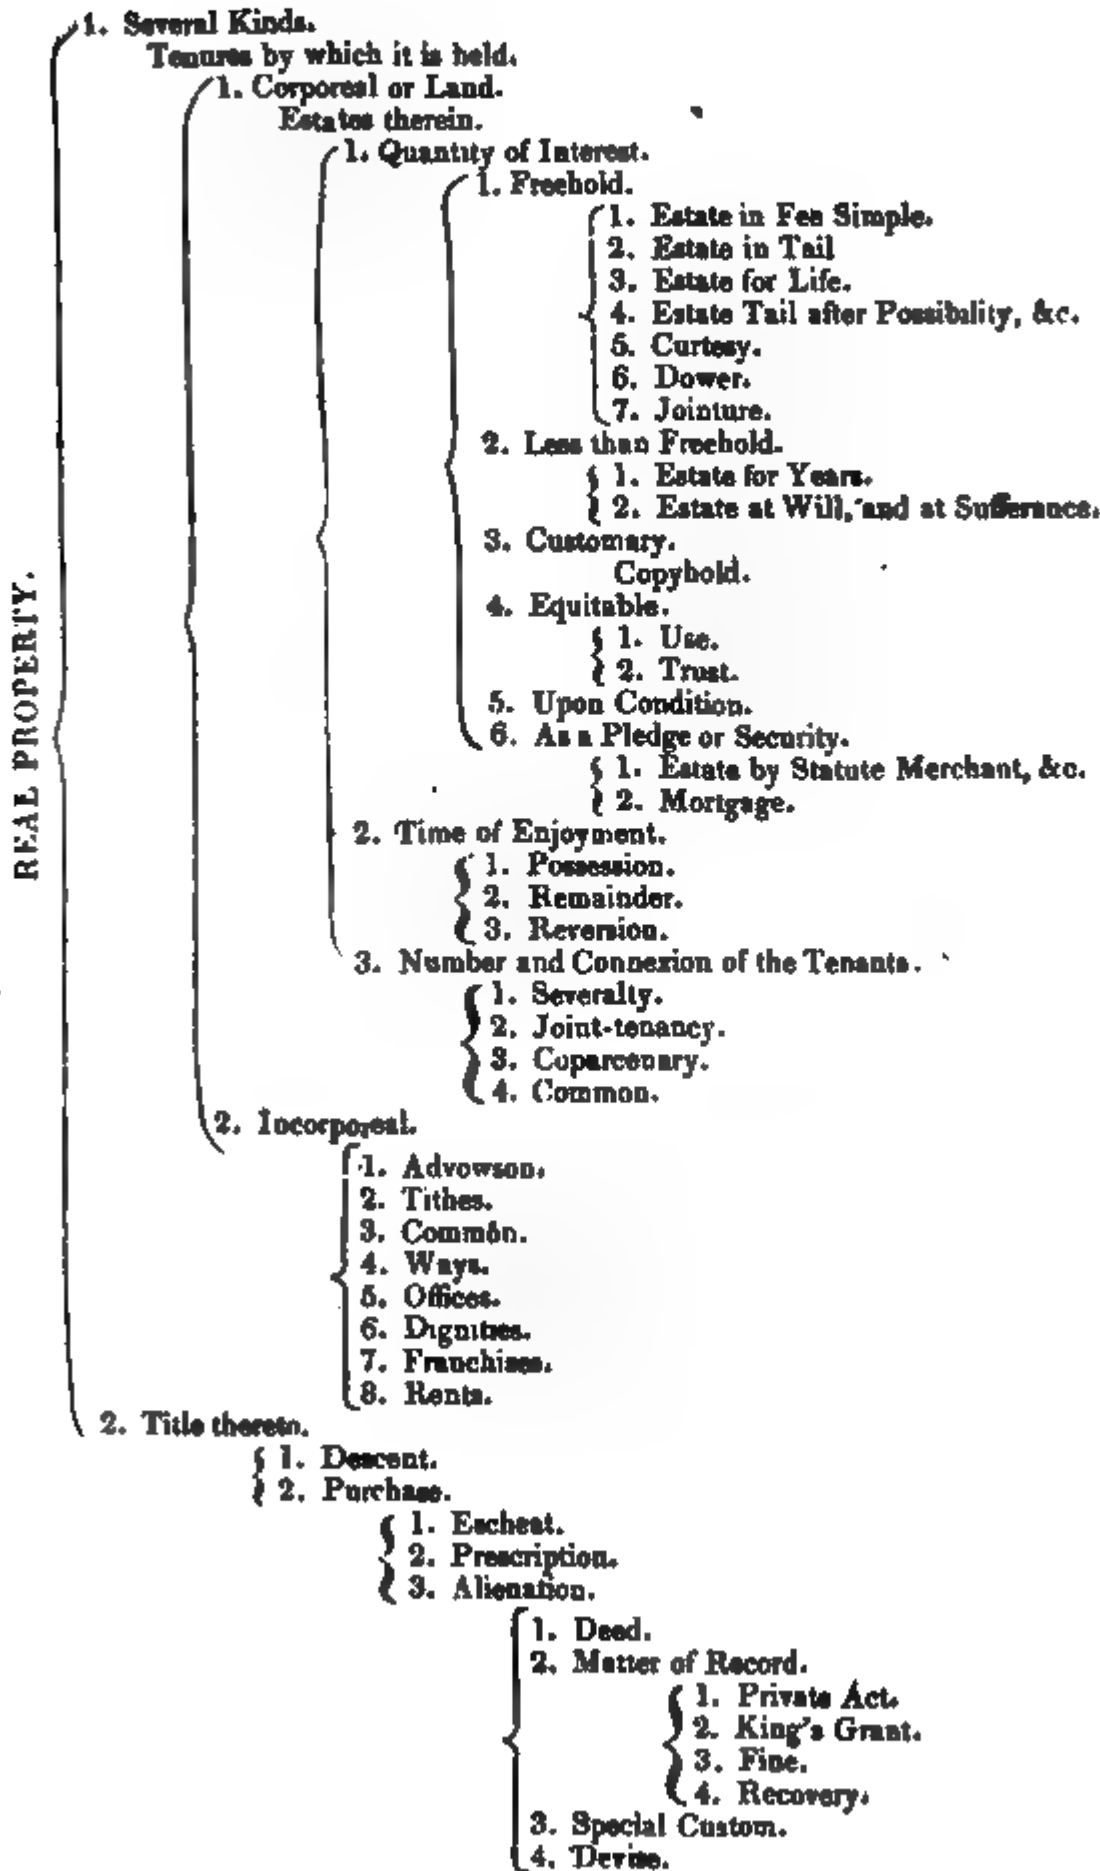 REAL PROPERTY.
1. Several Kinds.
Tenures by which it is held.
1. Corporeal or Land.
Estates therein.
1. Quantity of Interest.
1. Freehold.
1. Estate in Fee Simple.
2. Estate in Tail
3. Estate for Life.
4. Estate Tail after Possibility, &c.
5. Curtesy.
6. Dower.
7. Jointure.
2. Less than Freehold.
1. Estate for Years.
2. Estate at Will, and at Sufferance.
3. Customary.
Copyhold.
4. Equitable.
1. Use.
2. Trust.
5. Upon Condition.
6. As a Pledge or Security.
1. Estate by Statute Merchant, &c.
2. Mortgage.
2. Time of Enjoyment.
1. Possession.
2. Remainder.
3. Reversion.
3. Number and Connexion of the Tenants.
1. Severalty.
2. Joint-tenancy.
3. Coparcenary.
4. Common.
2. Incorporeal.
1. Advowson.
2. Tithes.
3. Common.
4. Ways.
5. Offices.
6. Dignities.
7. Franchises.
8. Rents.
2. Title thereto.
1. Descent.
2. Purchase.
1. Escheat.
2. Prescription.
3. Alienation.
1. Deed.
2. Matter of Record.
1. Private Act.
2. King's Grant.
3. Fine.
4. Recovery.
3. Special Custom.
4. Devise.